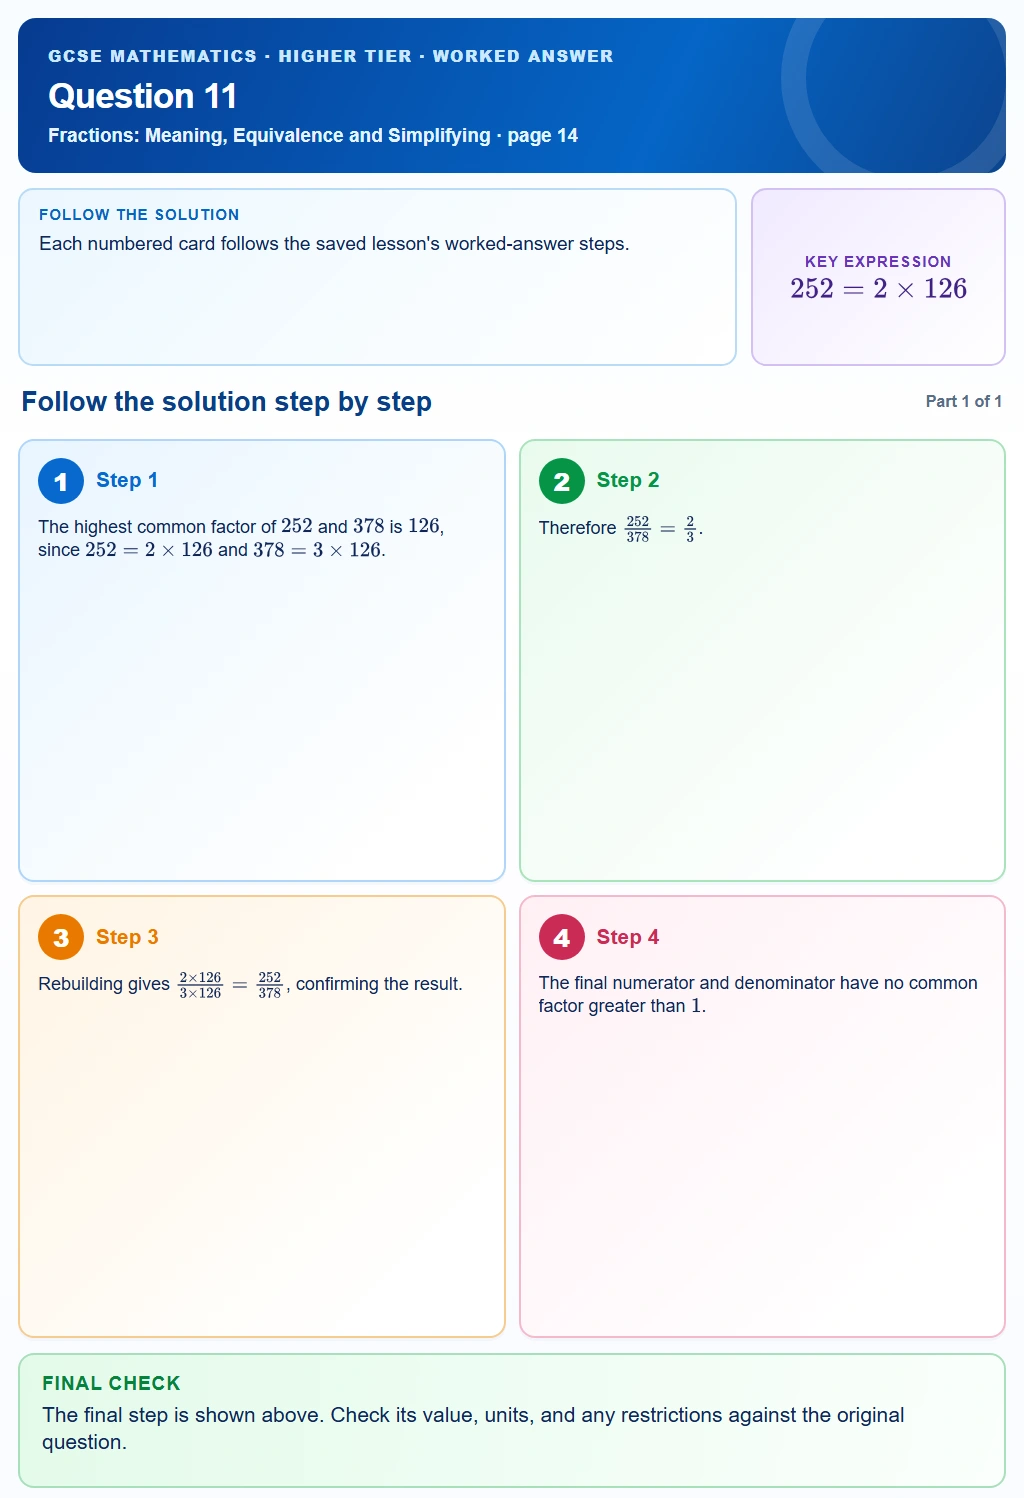 GCSE MATHEMATICS · HIGHER TIER · WORKED ANSWER
Question 11
Fractions: Meaning, Equivalence and Simplifying · page 14
FOLLOW THE SOLUTION
Each numbered card follows the saved lesson's worked-answer steps.
KEY EXPRESSION
252 = 2 × 126
Follow the solution step by step
Part 1 of 1
1 Step 1
The highest common factor of 252 and 378 is 126,
since 252 = 2 × 126 and 378 = 3 × 126.
2 Step 2
Therefore 252/378 = 2/3.
3 Step 3
Rebuilding gives 2×126/3×126 = 252/378, confirming the result.
4 Step 4
The final numerator and denominator have no common
factor greater than 1.
FINAL CHECK
The final step is shown above. Check its value, units, and any restrictions against the original
question.